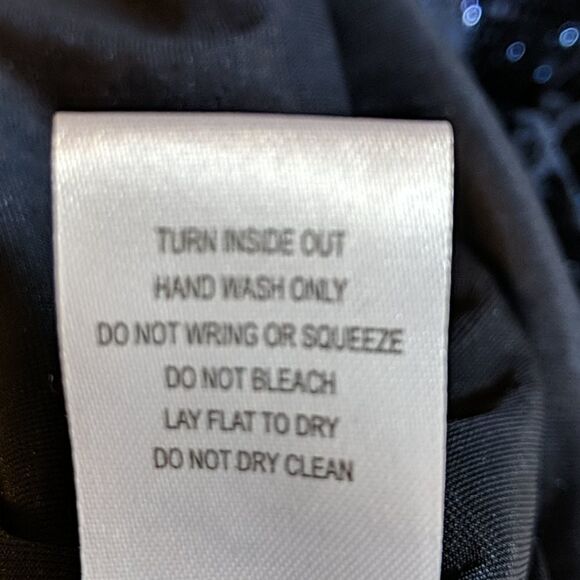 TURN INSIDE OUT
HAND WASH ONLY
DO NOT WRING OR SQUEEZE
DO NOT BLEACH
LAY FLAT TO DRY
DO NOT DRY CLEAN